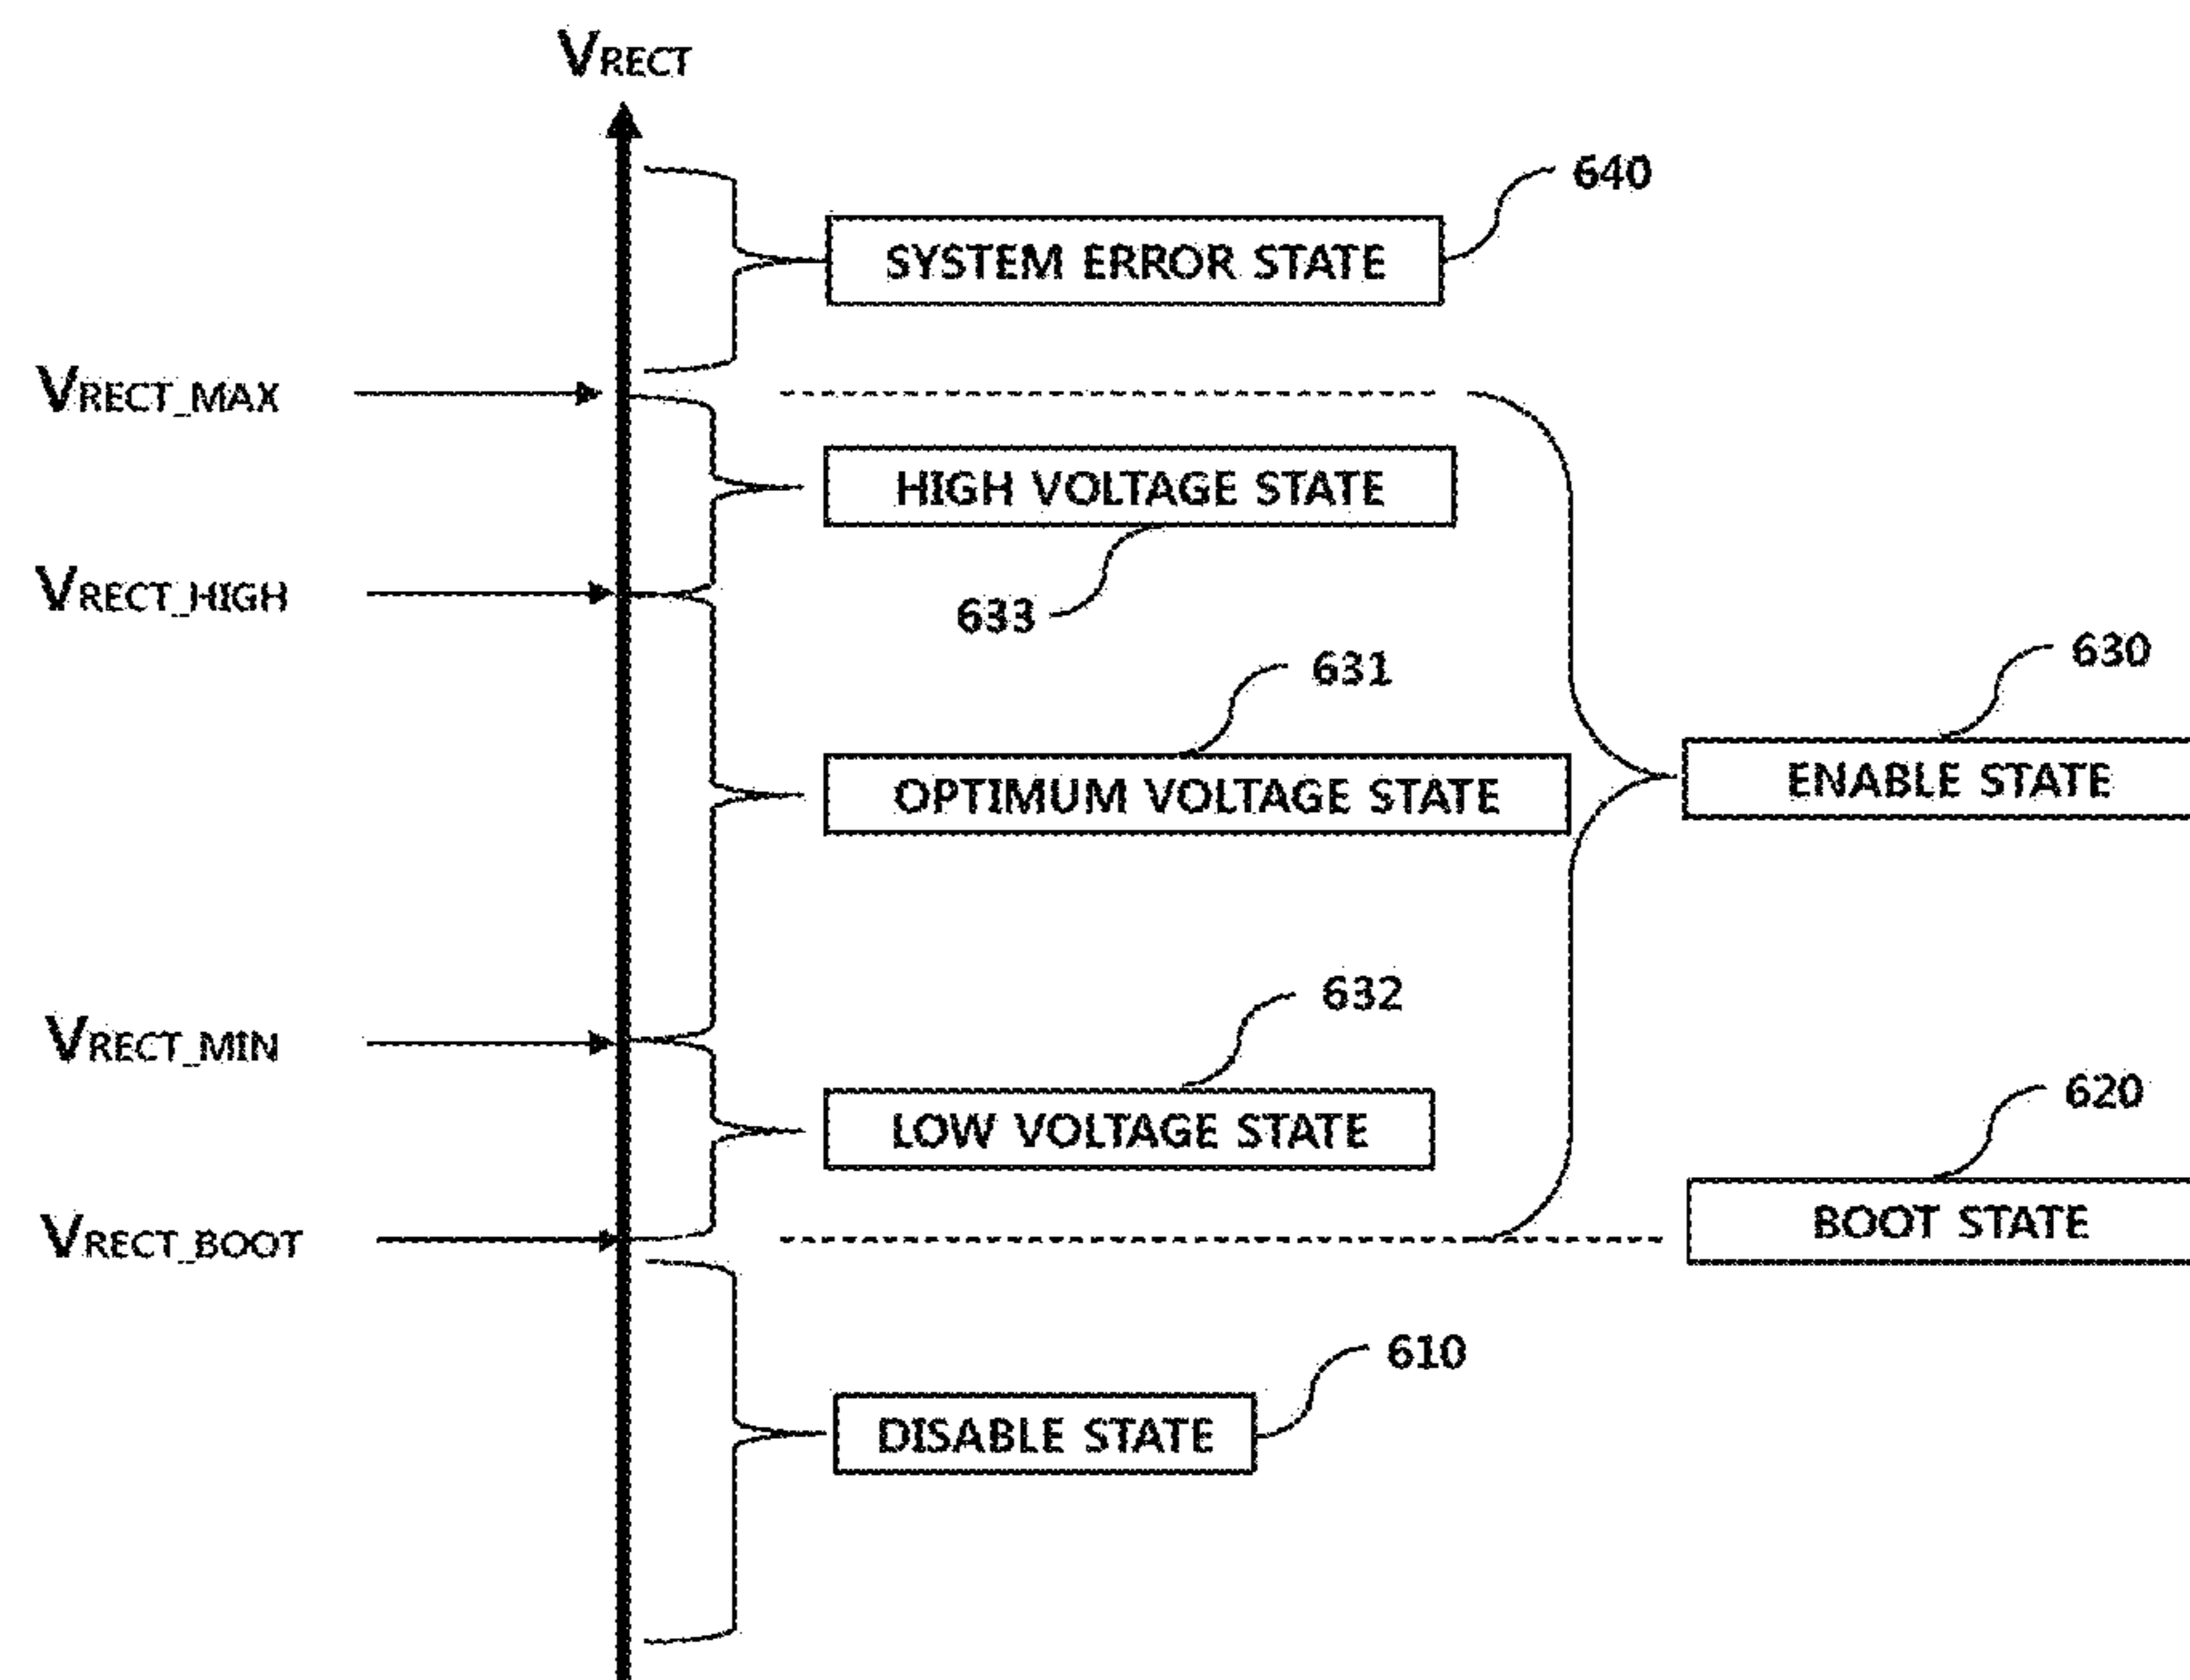 VRECT
640
SYSTEM ERROR STATE
VRECT_MAX
HIGH VOLTAGE STATE
VRECT_HIGH
633
631
630
OPTIMUM VOLTAGE STATE
ENABLE STATE
632
VRECT_MIN
LOW VOLTAGE STATE
620
VRECT_BOOT
BOOT STATE
610
DISABLE STATE